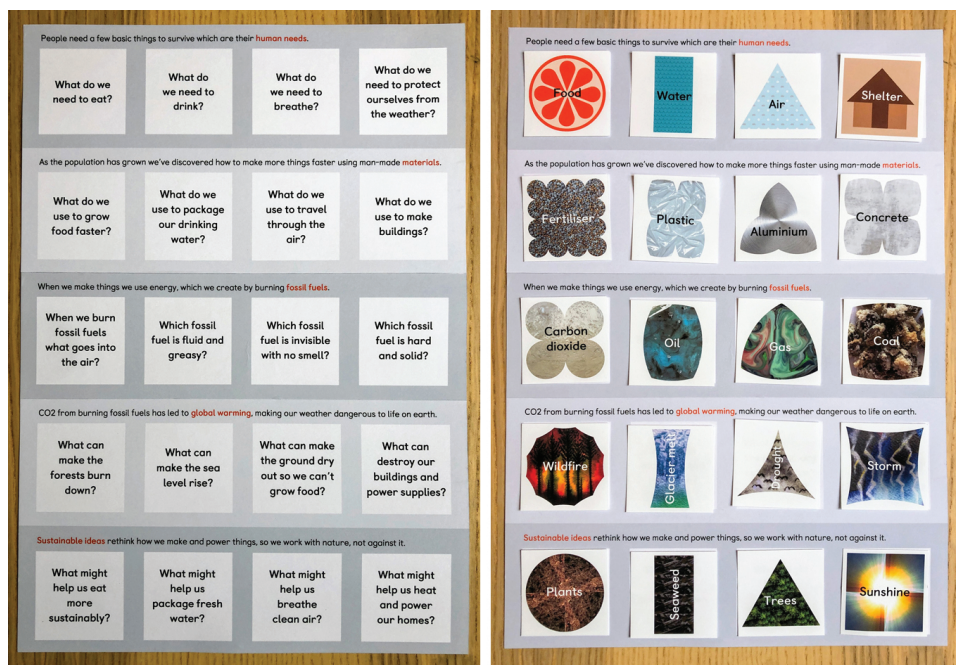 People need a few basic things to survive which are their human needs.
What do we
need to eat?
What do
we need to
drink?
What do
we need to
breathe?
What do we
need to protect
ourselves from
the weather?
As the population has grown we've discovered how to make more things faster using man-made materials.
What do we
use to grow
food faster?
What do we
use to package
our drinking
water?
What do we
use to travel
through the
air?
What do we
use to make
buildings?
When we make things we use energy, which we create by burning fossil fuels.
When we burn
fossil fuels
what goes into
the air?
Which fossil
fuel is fluid and
greasy?
Which fossil
fuel is invisible
with no smell?
Which fossil
fuel is hard
and solid?
CO2 from burning fossil fuels has led to global warming, making our weather dangerous to life on earth.
What can
make the
forests burn
down?
What can
make the sea
level rise?
What can make
the ground dry
out so we can't
grow food?
What can
destroy our
buildings and
power supplies?
Sustainable ideas rethink how we make and power things, so we work with nature, not against it.
What might
help us eat
more
sustainably?
What might
help us
package fresh
water?
What might
help us
breathe
clean air?
What might
help us heat
and power
our homes?
People need a few basic things to survive which are their human needs.
Food
Water
Air
Shelter
As the population has grown we've discovered how to make more things faster using man-made materials.
Fertiliser
Plastic
Aluminium
Concrete
When we make things we use energy, which we create by burning fossil fuels.
Carbon
dioxide
Oil
Gas
Coal
CO2 from burning fossil fuels has led to global warming, making our weather dangerous to life on earth.
Wildfire
Glacier melt
Drought
Storm
Sustainable ideas rethink how we make and power things, so we work with nature, not against it.
Plants
Seaweed
Trees
Sunshine